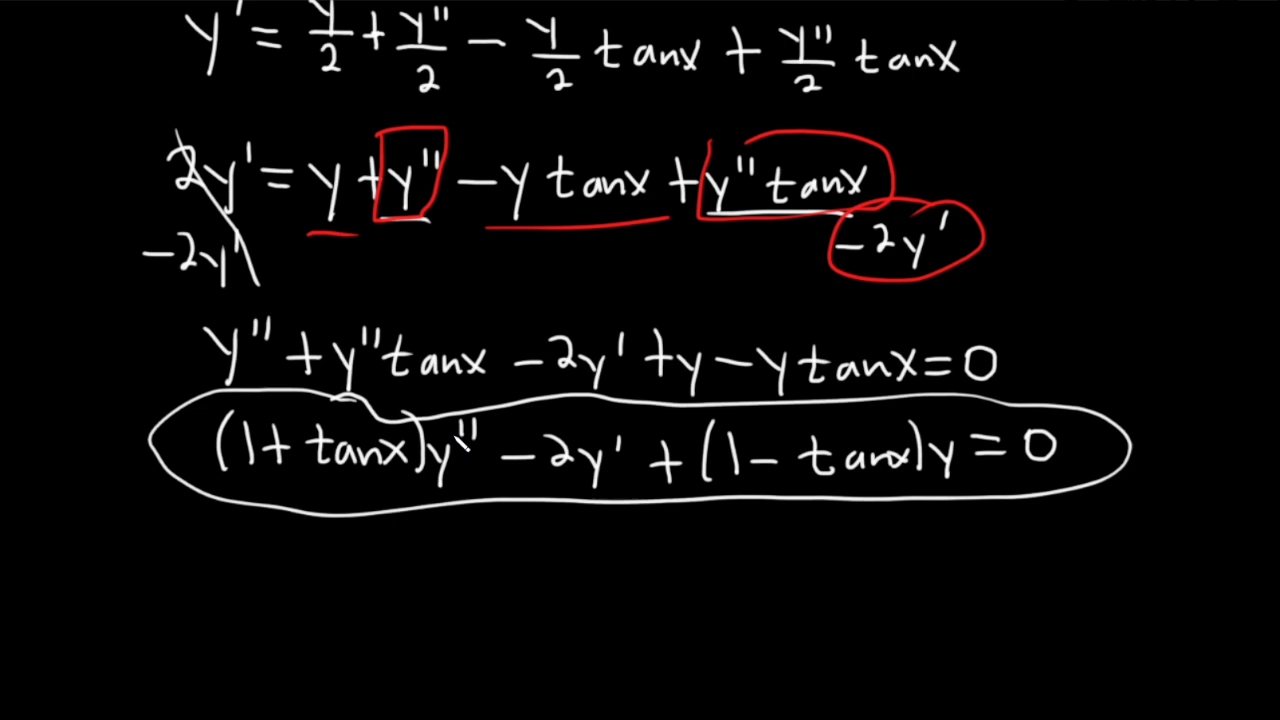 y' = y/2 + y''/2 - y/2 tanx + y''/2 tanx
2y' = y + y'' - y tanx + y'' tanx
-2y' -2y'
y'' + y'' tanx - 2y' + y - y tanx = 0
(1 + tanx)y'' - 2y' + (1 - tanx)y = 0